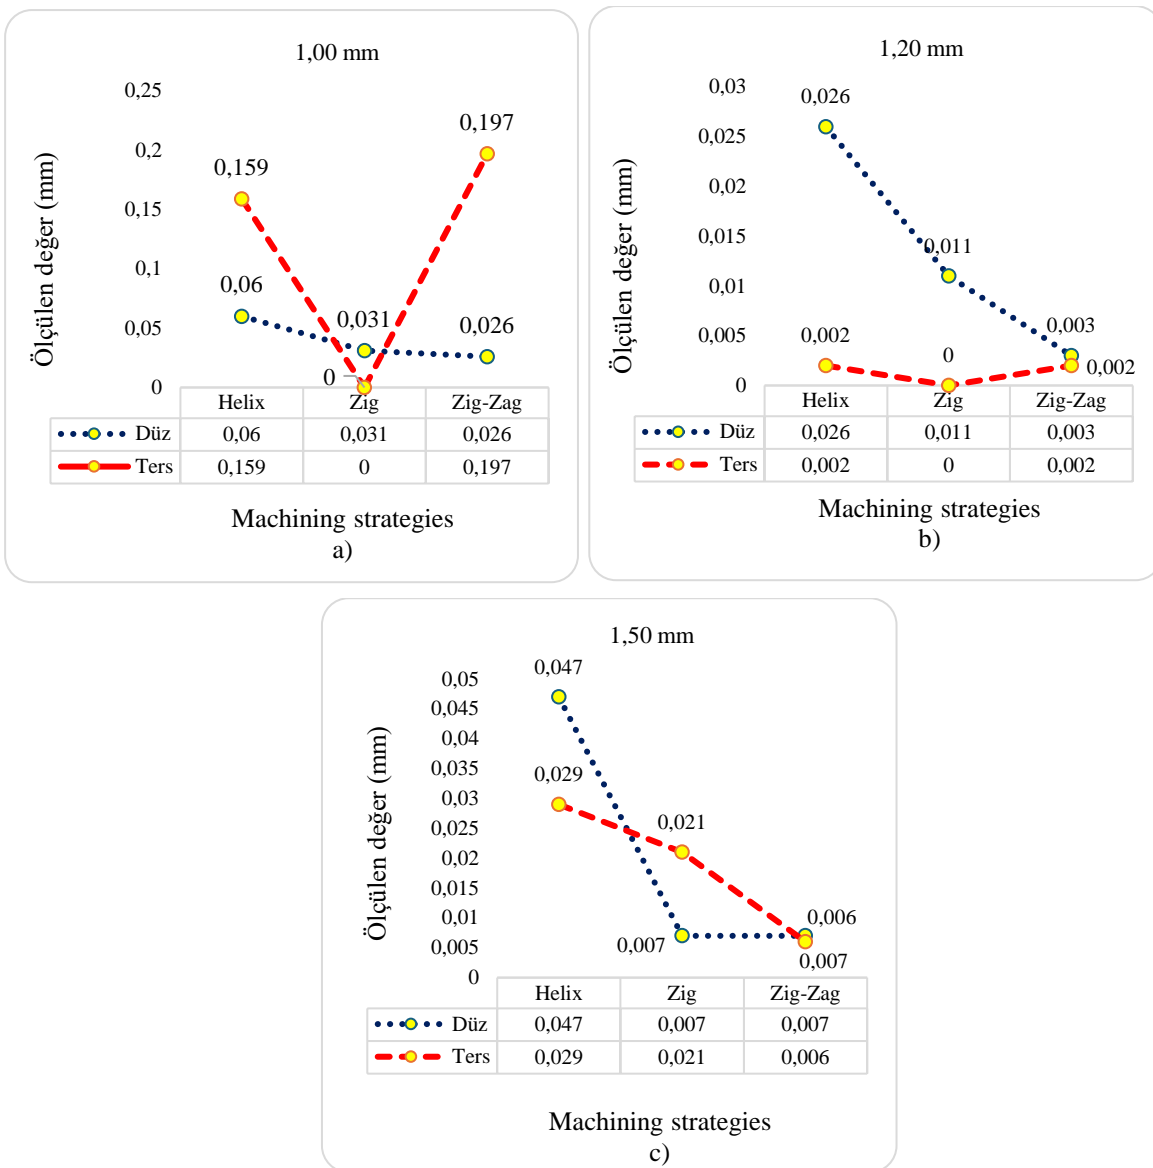 1,00 mm
0,25
0,2
0,15
0,1
0,05
0
Ölçülen değer (mm)
0,159
0,06
0,031
0
0,197
0,026
Helix Zig Zig-Zag
Düz 0,06 0,031 0,026
Ters 0,159 0 0,197
Machining strategies
a)
1,20 mm
0,03
0,025
0,02
0,015
0,01
0,005
0
Ölçülen değer (mm)
0,026
0,011
0,003
0,002
0
0,002
Helix Zig Zig-Zag
Düz 0,026 0,011 0,003
Ters 0,002 0 0,002
Machining strategies
b)
1,50 mm
0,05
0,045
0,04
0,035
0,03
0,025
0,02
0,015
0,01
0,005
0
Ölçülen değer (mm)
0,047
0,029
0,021
0,007
0,006
0,007
Helix Zig Zig-Zag
Düz 0,047 0,007 0,007
Ters 0,029 0,021 0,006
Machining strategies
c)